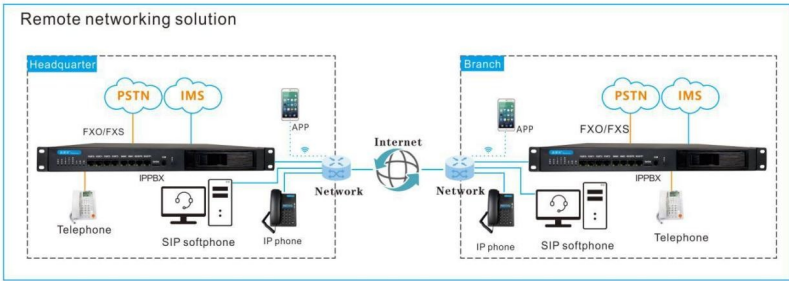 Remote networking solution
Headquarter
Branch
PSTN
IMS
PSTN
IMS
APP
APP
FXO/FXS
FXO/FXS
Internet
IPPBX
IPPBX
Network
Network
Telephone
SIP softphone
IP phone
IP phone
SIP softphone
Telephone